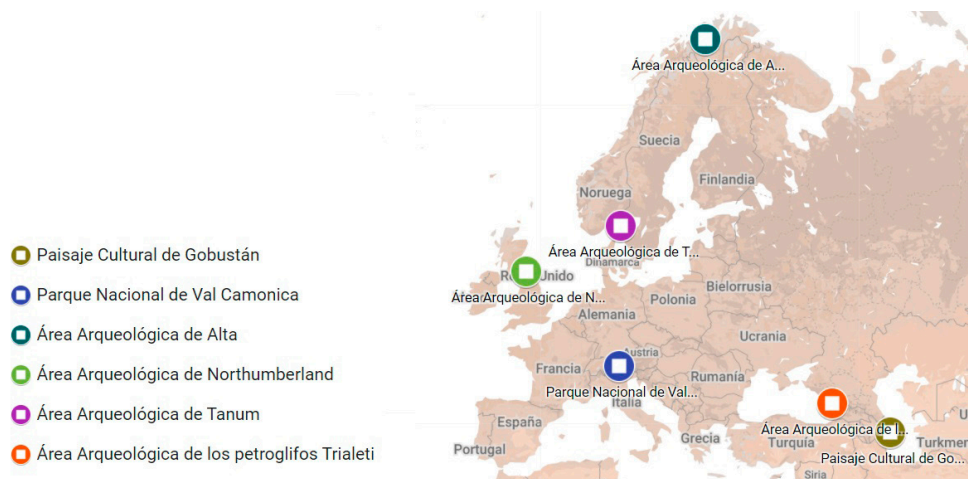 Área Arqueológica de A...
Suecia
Finlandia
Noruega
Área Arqueológica de T...
Dinamarca
Paisaje Cultural de Gobustán
Parque Nacional de Val Camonica
Área Arqueológica de Alta
Área Arqueológica de Northumberland
Área Arqueológica de Tanum
Área Arqueológica de los petroglifos Trialeti
Área Arqueológica de N...
Bielorrusia
Polonia
Alemania
Ucrania
Austria
Francia
Parque Nacional de Val...
Rumanía
Italia
España
Portugal
Grecia
Turquía
Área Arqueológica de l...
Turkmen
Paisaje Cultural de Go...
Siria